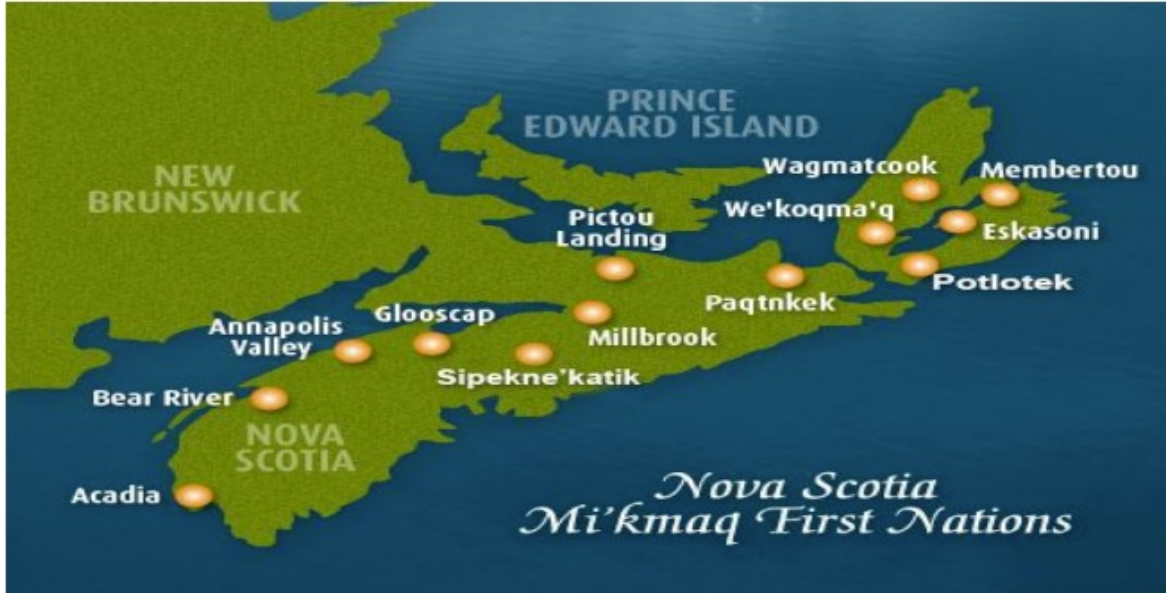 PRINCE
EDWARD ISLAND
NEW
BRUNSWICK
Wagmatcook
Membertou
We'koqma'q
Eskasoni
Pictou
Landing
Potlotek
Paqtnkek
Glooscap
Annapolis
Valley
Millbrook
Sipekne'katik
Bear River
NOVA
SCOTIA
Acadia
Nova Scotia
Mi'kmaq First Nations